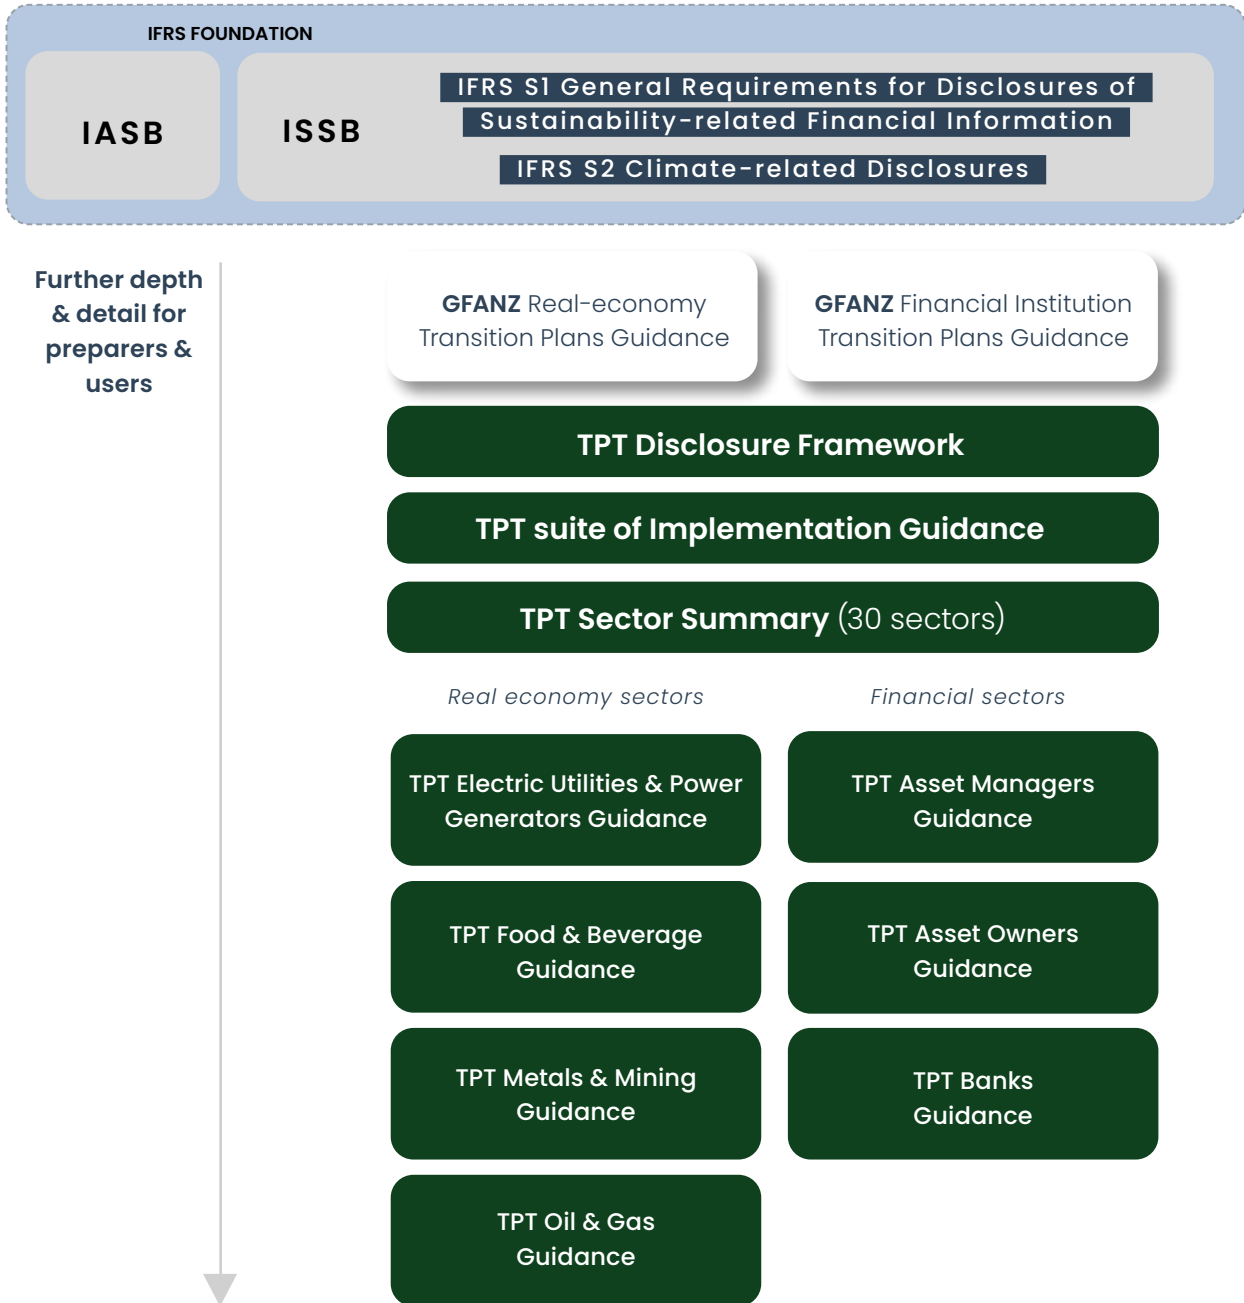 IFRS FOUNDATION
IASB
ISSB
IFRS S1 General Requirements for Disclosures of
Sustainability-related Financial Information
IFRS S2 Climate-related Disclosures
Further depth
& detail for
preparers &
users
GFANZ Real-economy
Transition Plans Guidance
GFANZ Financial Institution
Transition Plans Guidance
TPT Disclosure Framework
TPT suite of Implementation Guidance
TPT Sector Summary (30 sectors)
Real economy sectors
Financial sectors
TPT Electric Utilities & Power
Generators Guidance
TPT Asset Managers
Guidance
TPT Food & Beverage
Guidance
TPT Asset Owners
Guidance
TPT Metals & Mining
Guidance
TPT Banks
Guidance
TPT Oil & Gas
Guidance